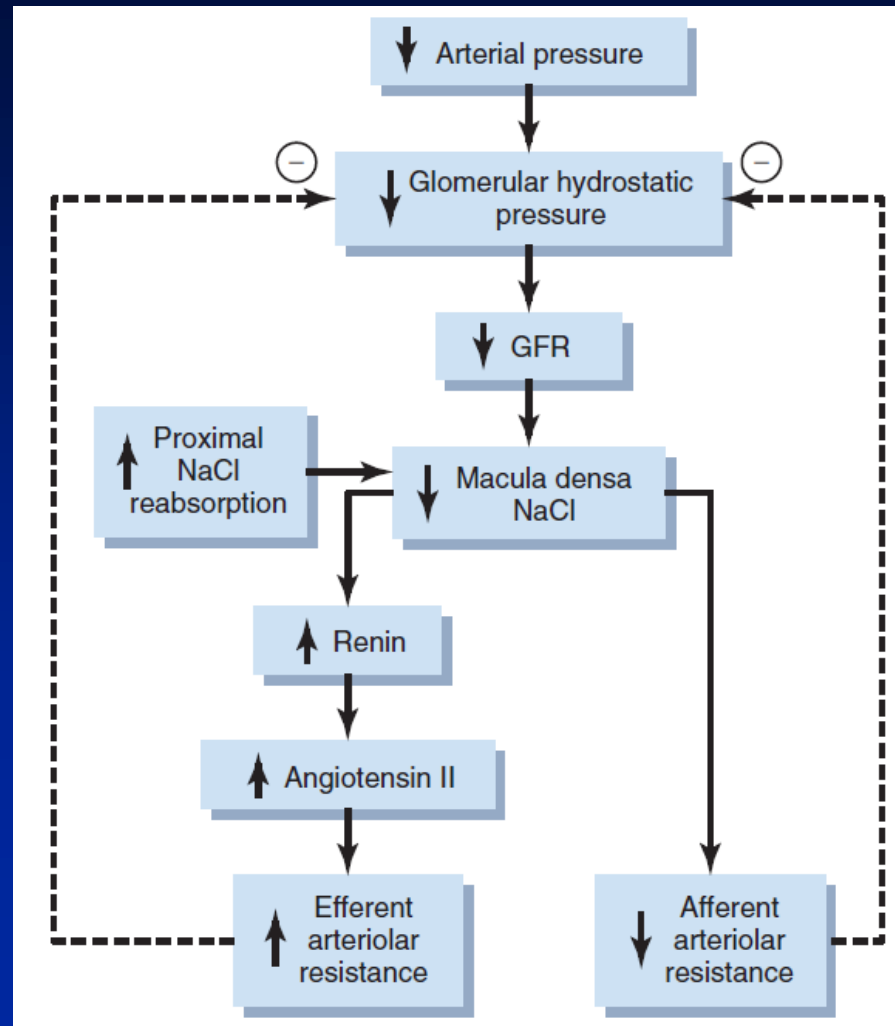 ↓ Arterial pressure
−
−
↓ Glomerular hydrostatic
pressure
↓ GFR
↑ Proximal
NaCl
reabsorption
↓ Macula densa
NaCl
↑ Renin
↑ Angiotensin II
↑ Efferent
arteriolar
resistance
↓ Afferent
arteriolar
resistance